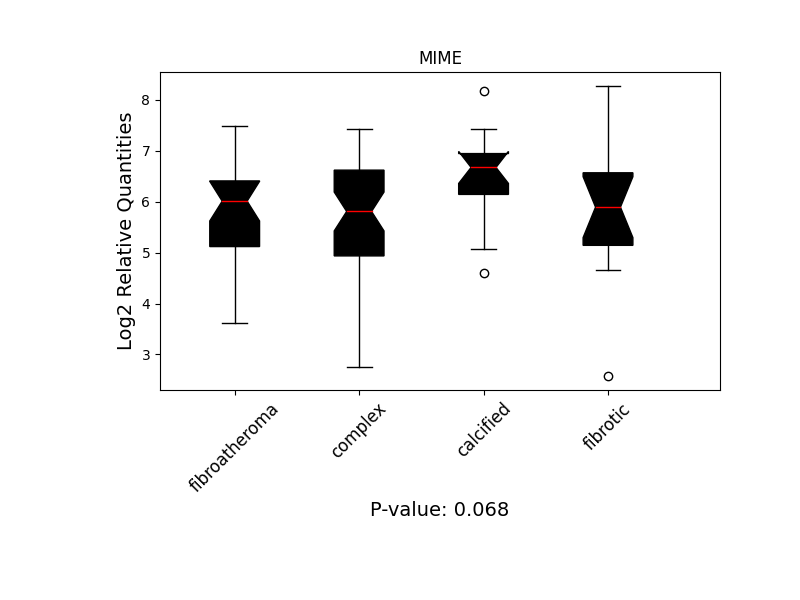 MIME
Log2 Relative Quantities
8
7
6
5
4
3
fibroatheroma
complex
calcified
fibrotic
P-value: 0.068